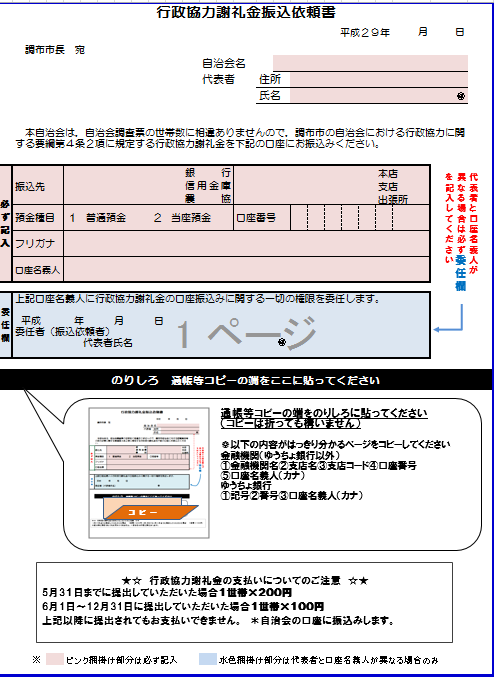 行政協力謝礼金振込依頼書
平成29年　　月　　日
調布市長　宛
自治会名
代表者　住所
氏名　㊞
本自治会は，自治会調査票の世帯数に相違ありませんので，調布市の自治会における行政協力に関
する要綱第４条２項に規定する行政協力謝礼金を下記の口座にお振込みください。
必ず記入
振込先
銀　　行
信用金庫
農　　協
本店
支店
出張所
預金種目　１　普通預金　　２　当座預金　口座番号
フリガナ
口座名義人
代表者と口座名義人が
異なる場合は必ず委任欄
を記入してください
委任欄
上記口座名義人に行政協力謝礼金の口座振込みに関する一切の権限を委任します。
平成　　年　　月　　日
委任者（振込依頼者）
代表者氏名　㊞
1 ページ
のりしろ　通帳等コピーの端をここに貼ってください
コピー
通帳等コピーの端をのりしろに貼ってください
（コピーは折っても構いません）
※以下の内容がはっきり分かるページをコピーしてください
金融機関（ゆうちょ銀行以外）
①金融機関名②支店名③支店コード④口座番号
⑤口座名義人（カナ）
ゆうちょ銀行
①記号②番号③口座名義人（カナ）
★☆　行政協力謝礼金の支払いについてのご注意　☆★
5月31日までに提出していただいた場合1世帯×200円
6月1日～12月31日に提出していただいた場合1世帯×100円
上記以降に提出されてもお支払いできません。　＊自治会の口座に振込みします。
※　ピンク網掛け部分は必ず記入　水色網掛け部分は代表者と口座名義人が異なる場合のみ